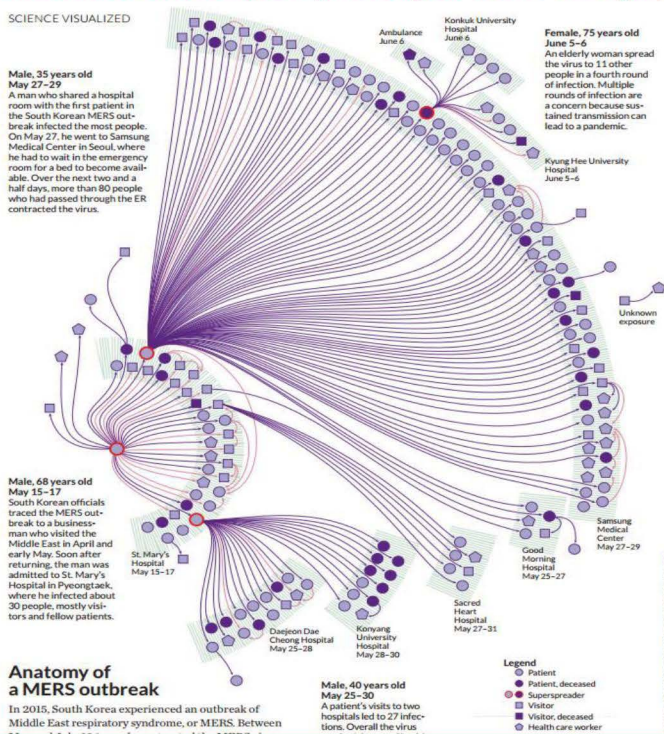 SCIENCE VISUALIZED
Male, 35 years old
May 27–29
A man who shared a hospital
room with the first patient in
the South Korean MERS out-
break infected the most people.
On May 27, he went to Samsung
Medical Center in Seoul, where
he had to wait in the emergency
room for a bed to become avail-
able. Over the next two and a
half days, more than 80 people
who had passed through the ER
contracted the virus.
Ambulance
June 6
Konkuk University
Hospital
June 6
Female, 75 years old
June 5–6
An elderly woman spread
the virus to 11 other
people in a fourth round
of infection. Multiple
rounds of infection are
a concern because sus-
tained transmission can
lead to a pandemic.
Kyung Hee University
Hospital
June 5–6
Unknown
exposure
Male, 68 years old
May 15–17
South Korean officials
traced the MERS out-
break to a business-
man who visited the
Middle East in April and
early May. Soon after
returning, the man was
admitted to St. Mary's
Hospital in Pyeongtaek,
where he infected about
30 people, mostly visi-
tors and fellow patients.
St. Mary's
Hospital
May 15–17
Daejeon Dae
Cheong Hospital
May 25–28
Konyang
University
Hospital
May 28–30
Sacred
Heart
Hospital
May 27–31
Good
Morning
Hospital
May 25–27
Samsung
Medical
Center
May 27–29
Anatomy of
a MERS outbreak
In 2015, South Korea experienced an outbreak of
Middle East respiratory syndrome, or MERS. Between
Male, 40 years old
May 25–30
A patient's visits to two
hospitals led to 27 infec-
tions. Overall the virus
Legend
Patient
Patient, deceased
Superspreader
Visitor
Visitor, deceased
Health care worker